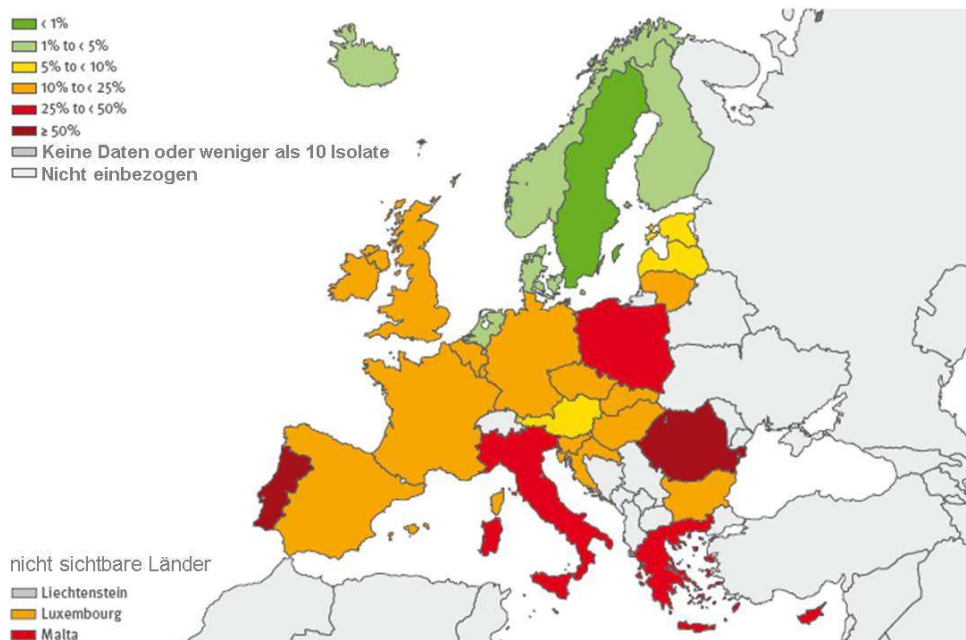 < 1%
1% to < 5%
5% to < 10%
10% to < 25%
25% to < 50%
≥ 50%
Keine Daten oder weniger als 10 Isolate
Nicht einbezogen
nicht sichtbare Länder
Liechtenstein
Luxembourg
Malta